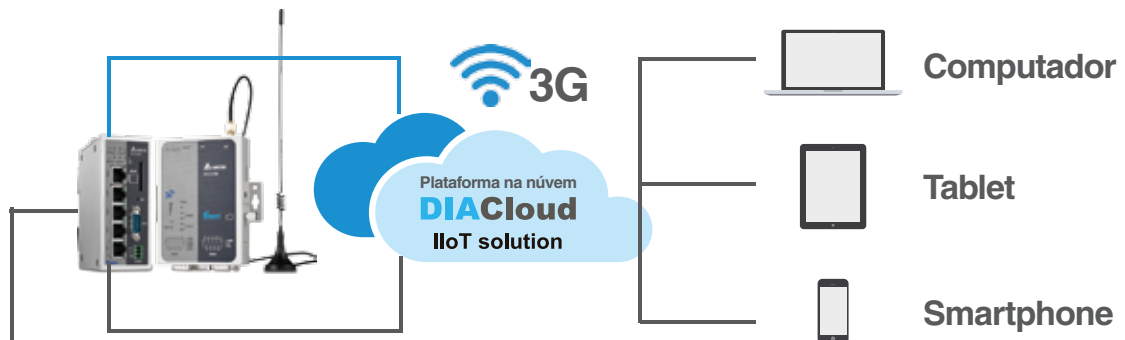 3G
Computador
Plataforma na núvem
DIACloud
IIoT solution
Tablet
Smartphone